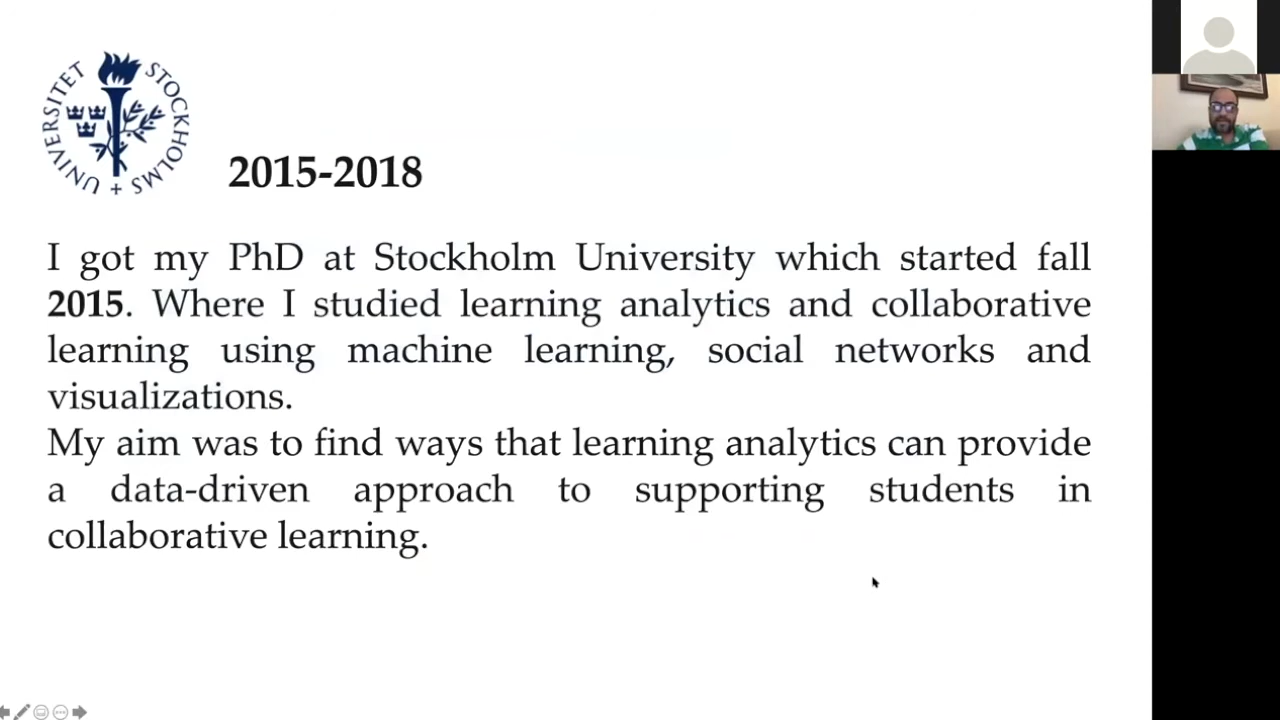 STOCKHOLMS UNIVERSITET
2015-2018
I got my PhD at Stockholm University which started fall
2015. Where I studied learning analytics and collaborative
learning using machine learning, social networks and
visualizations.
My aim was to find ways that learning analytics can provide
a data-driven approach to supporting students in
collaborative learning.